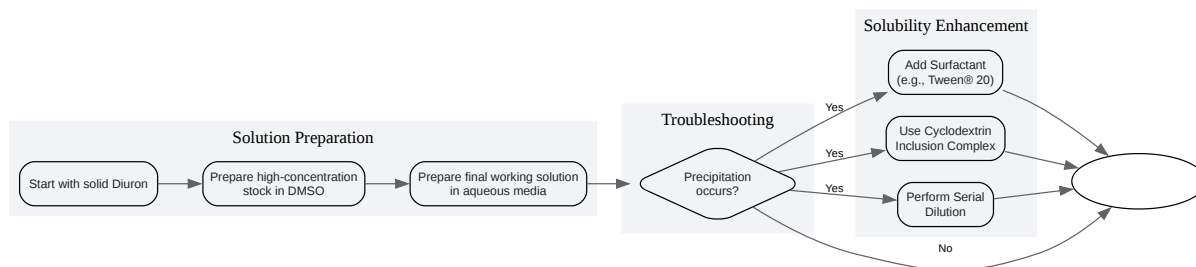 Solution Preparation
Start with solid Diuron
Prepare high-concentration
stock in DMSO
Prepare final working solution
in aqueous media
Troubleshooting
Precipitation
occurs?
Yes
Yes
Yes
No
Solubility Enhancement
Add Surfactant
(e.g., Tween® 20)
Use Cyclodextrin
Inclusion Complex
Perform Serial
Dilution